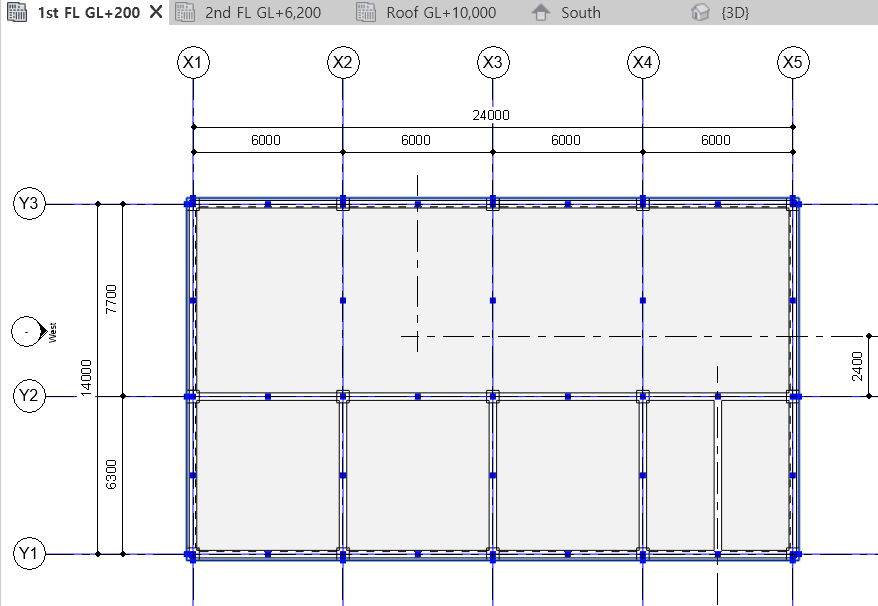 1st FL GL+200
2nd FL GL+6,200
Roof GL+10,000
South
{3D}
X1
X2
X3
X4
X5
24000
6000
6000
6000
6000
Y3
7700
-
West
14000
2400
Y2
6300
Y1